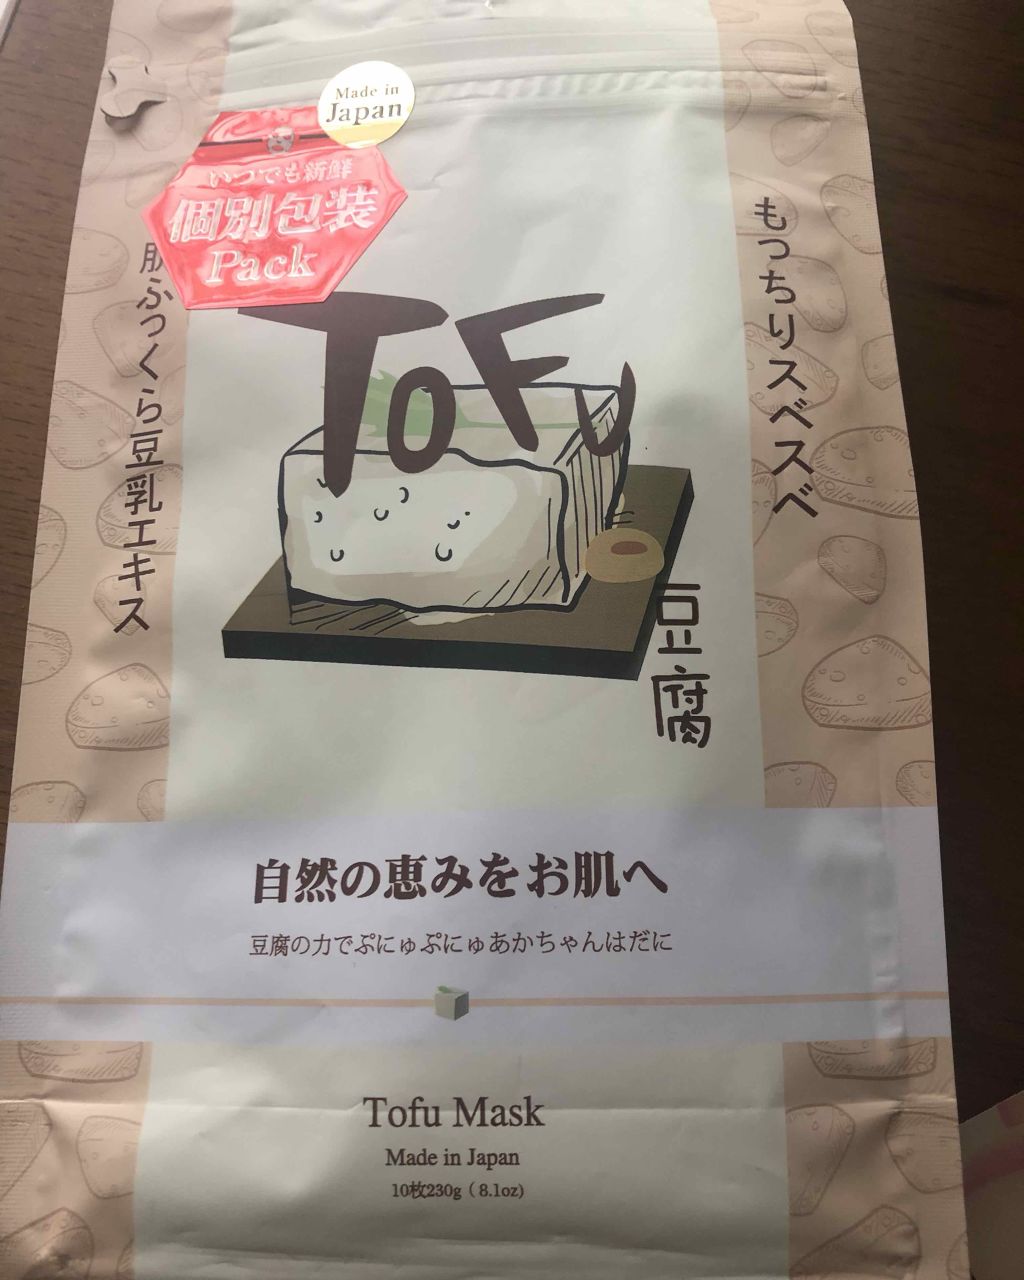 Made in
Japan
いつでも新鮮
個別包装
Pack
もっちりスベスベ
肌ふっくら豆乳エキス
TOFU
豆腐
自然の恵みをお肌へ
豆腐の力でぷにゅぷにゅあかちゃんはだに
Tofu Mask
Made in Japan
10枚230g ( 8.1oz)